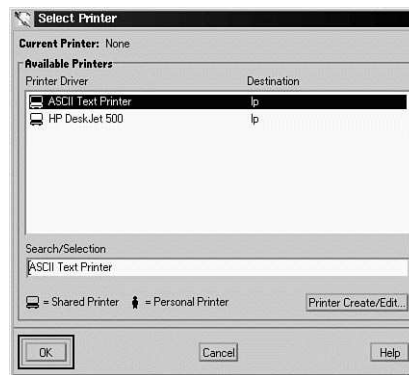 Select Printer
Current Printer: None
Available Printers
Printer Driver Destination
ASCII Text Printer lp
HP DeskJet 500 lp
Search/Selection
ASCII Text Printer
= Shared Printer = Personal Printer Printer Create/Edit...
OK Cancel Help